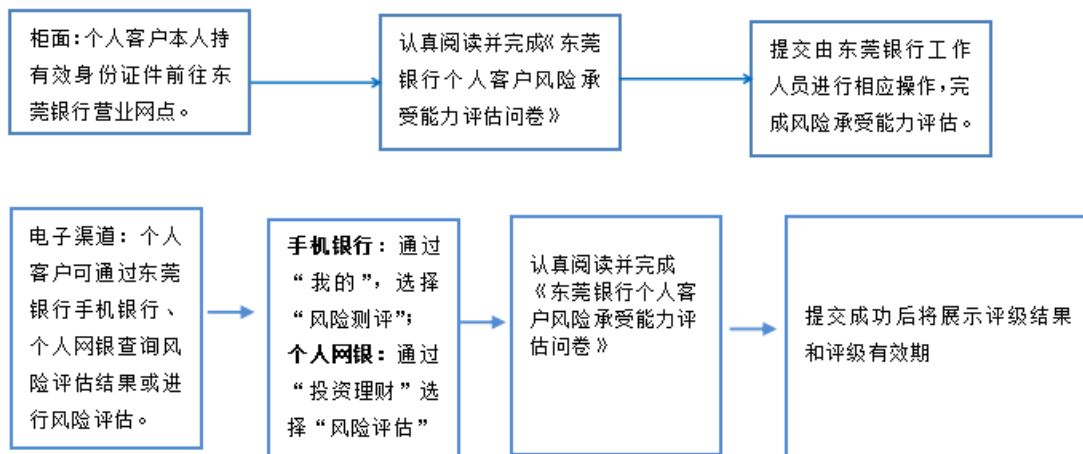 柜面：个人客户本人持
有效身份证件前往东
莞银行营业网点。
认真阅读并完成《东莞
银行个人客户风险承
受能力评估问卷》
提交由东莞银行工作
人员进行相应操作，完
成风险承受能力评估。
电子渠道：个人
客户可通过东莞
银行手机银行、
个人网银查询风
险评估结果或进
行风险评估。
手机银行：通过
“我的”，选择
“风险测评”；
个人网银：通过
“投资理财”选
择“风险评估”
认真阅读并完成
《东莞银行个人客
户风险承受能力评
估问卷》
提交成功后将展示评级结果
和评级有效期